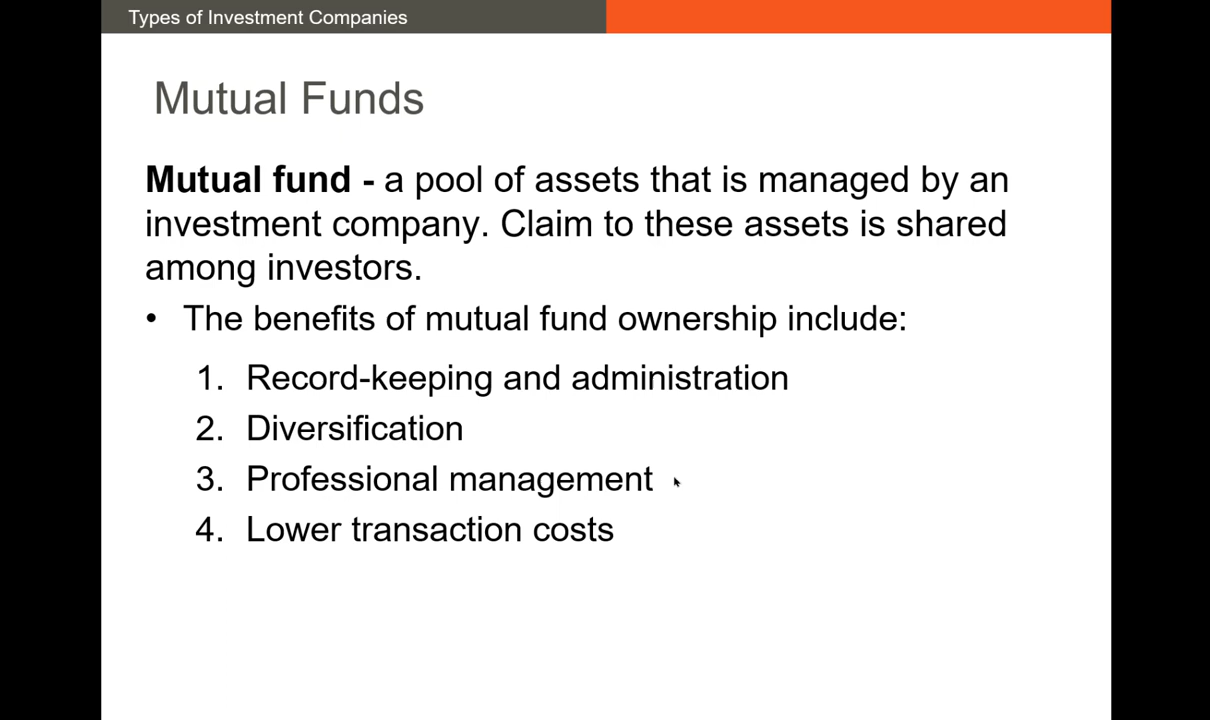 Types of Investment Companies
Mutual Funds
Mutual fund - a pool of assets that is managed by an
investment company. Claim to these assets is shared
among investors.
• The benefits of mutual fund ownership include:
1. Record-keeping and administration
2. Diversification
3. Professional management
4. Lower transaction costs